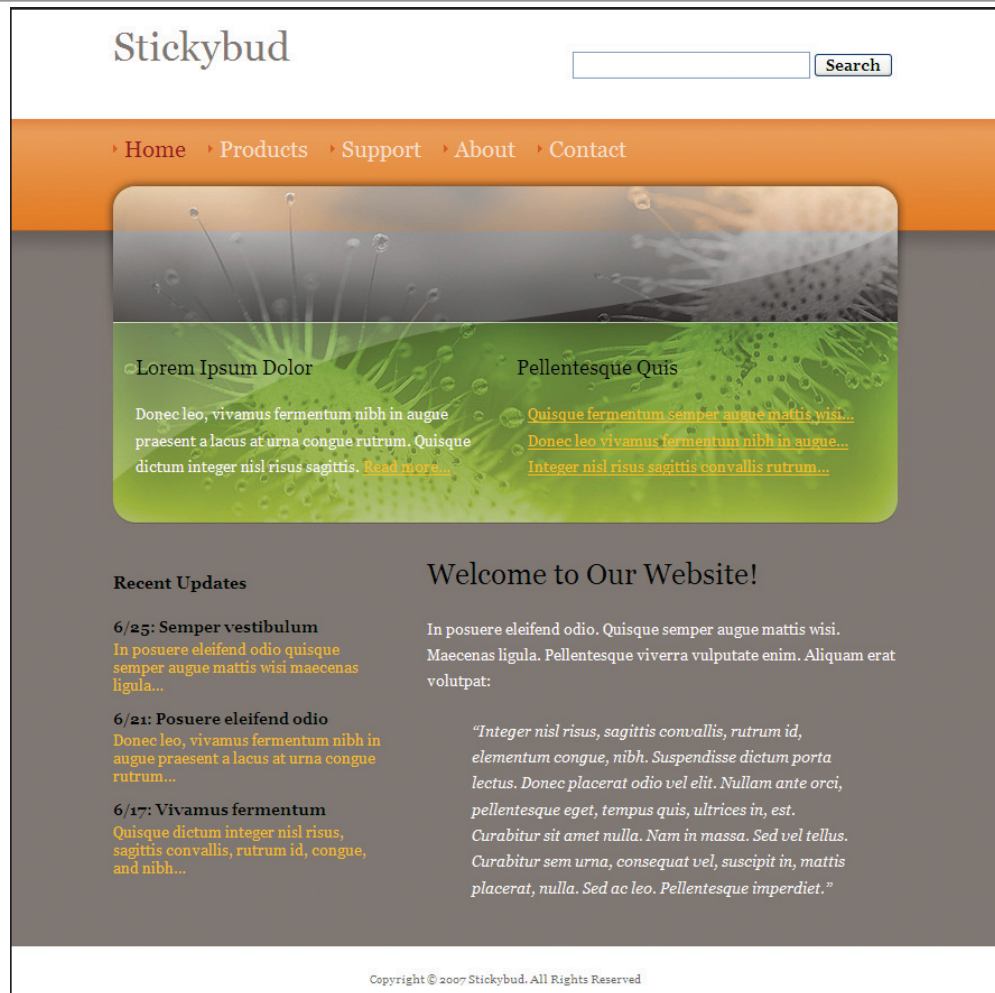 Stickybud
Search
Home Products Support About Contact
Lorem Ipsum Dolor
Donec leo, vivamus fermentum nibh in augue
praesent a lacus at urna congue rutrum. Quisque
dictum integer nisl risus sagittis. Read more...
Pellentesque Quis
Quisque fermentum semper augue mattis wisi...
Donec leo vivamus fermentum nibh in augue...
Integer nisl risus sagittis convallis rutrum...
Recent Updates
6/25: Semper vestibulum
In posuere eleifend odio quisque
semper augue mattis wisi maecenas
ligula...
6/21: Posuere eleifend odio
Donec leo, vivamus fermentum nibh in
augue praesent a lacus at urna congue
rutrum...
6/17: Vivamus fermentum
Quisque dictum integer nisl risus,
sagittis convallis, rutrum id, congue,
and nibh...
Welcome to Our Website!
In posuere eleifend odio. Quisque semper augue mattis wisi.
Maecenas ligula. Pellentesque viverra vulputate enim. Aliquam erat
volutpat:
“Integer nisl risus, sagittis convallis, rutrum id,
elementum congue, nibh. Suspendisse dictum porta
lectus. Donec placerat odio vel elit. Nullam ante orci,
pellentesque eget, tempus quis, ultrices in, est.
Curabitur sit amet nulla. Nam in massa. Sed vel tellus.
Curabitur sem urna, consequat vel, suscipit in, mattis
placerat, nulla. Sed ac leo. Pellentesque imperdiet.”
Copyright © 2007 Stickybud. All Rights Reserved